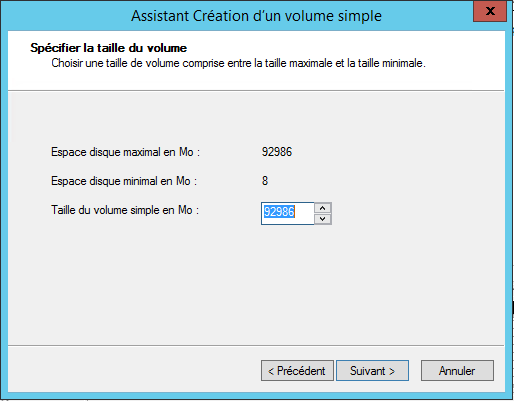 Assistant Création d'un volume simple
X
Spécifier la taille du volume
Choisir une taille de volume comprise entre la taille maximale et la taille minimale.
Espace disque maximal en Mo : 92986
Espace disque minimal en Mo : 8
Taille du volume simple en Mo : 92986
< Précédent Suivant > Annuler